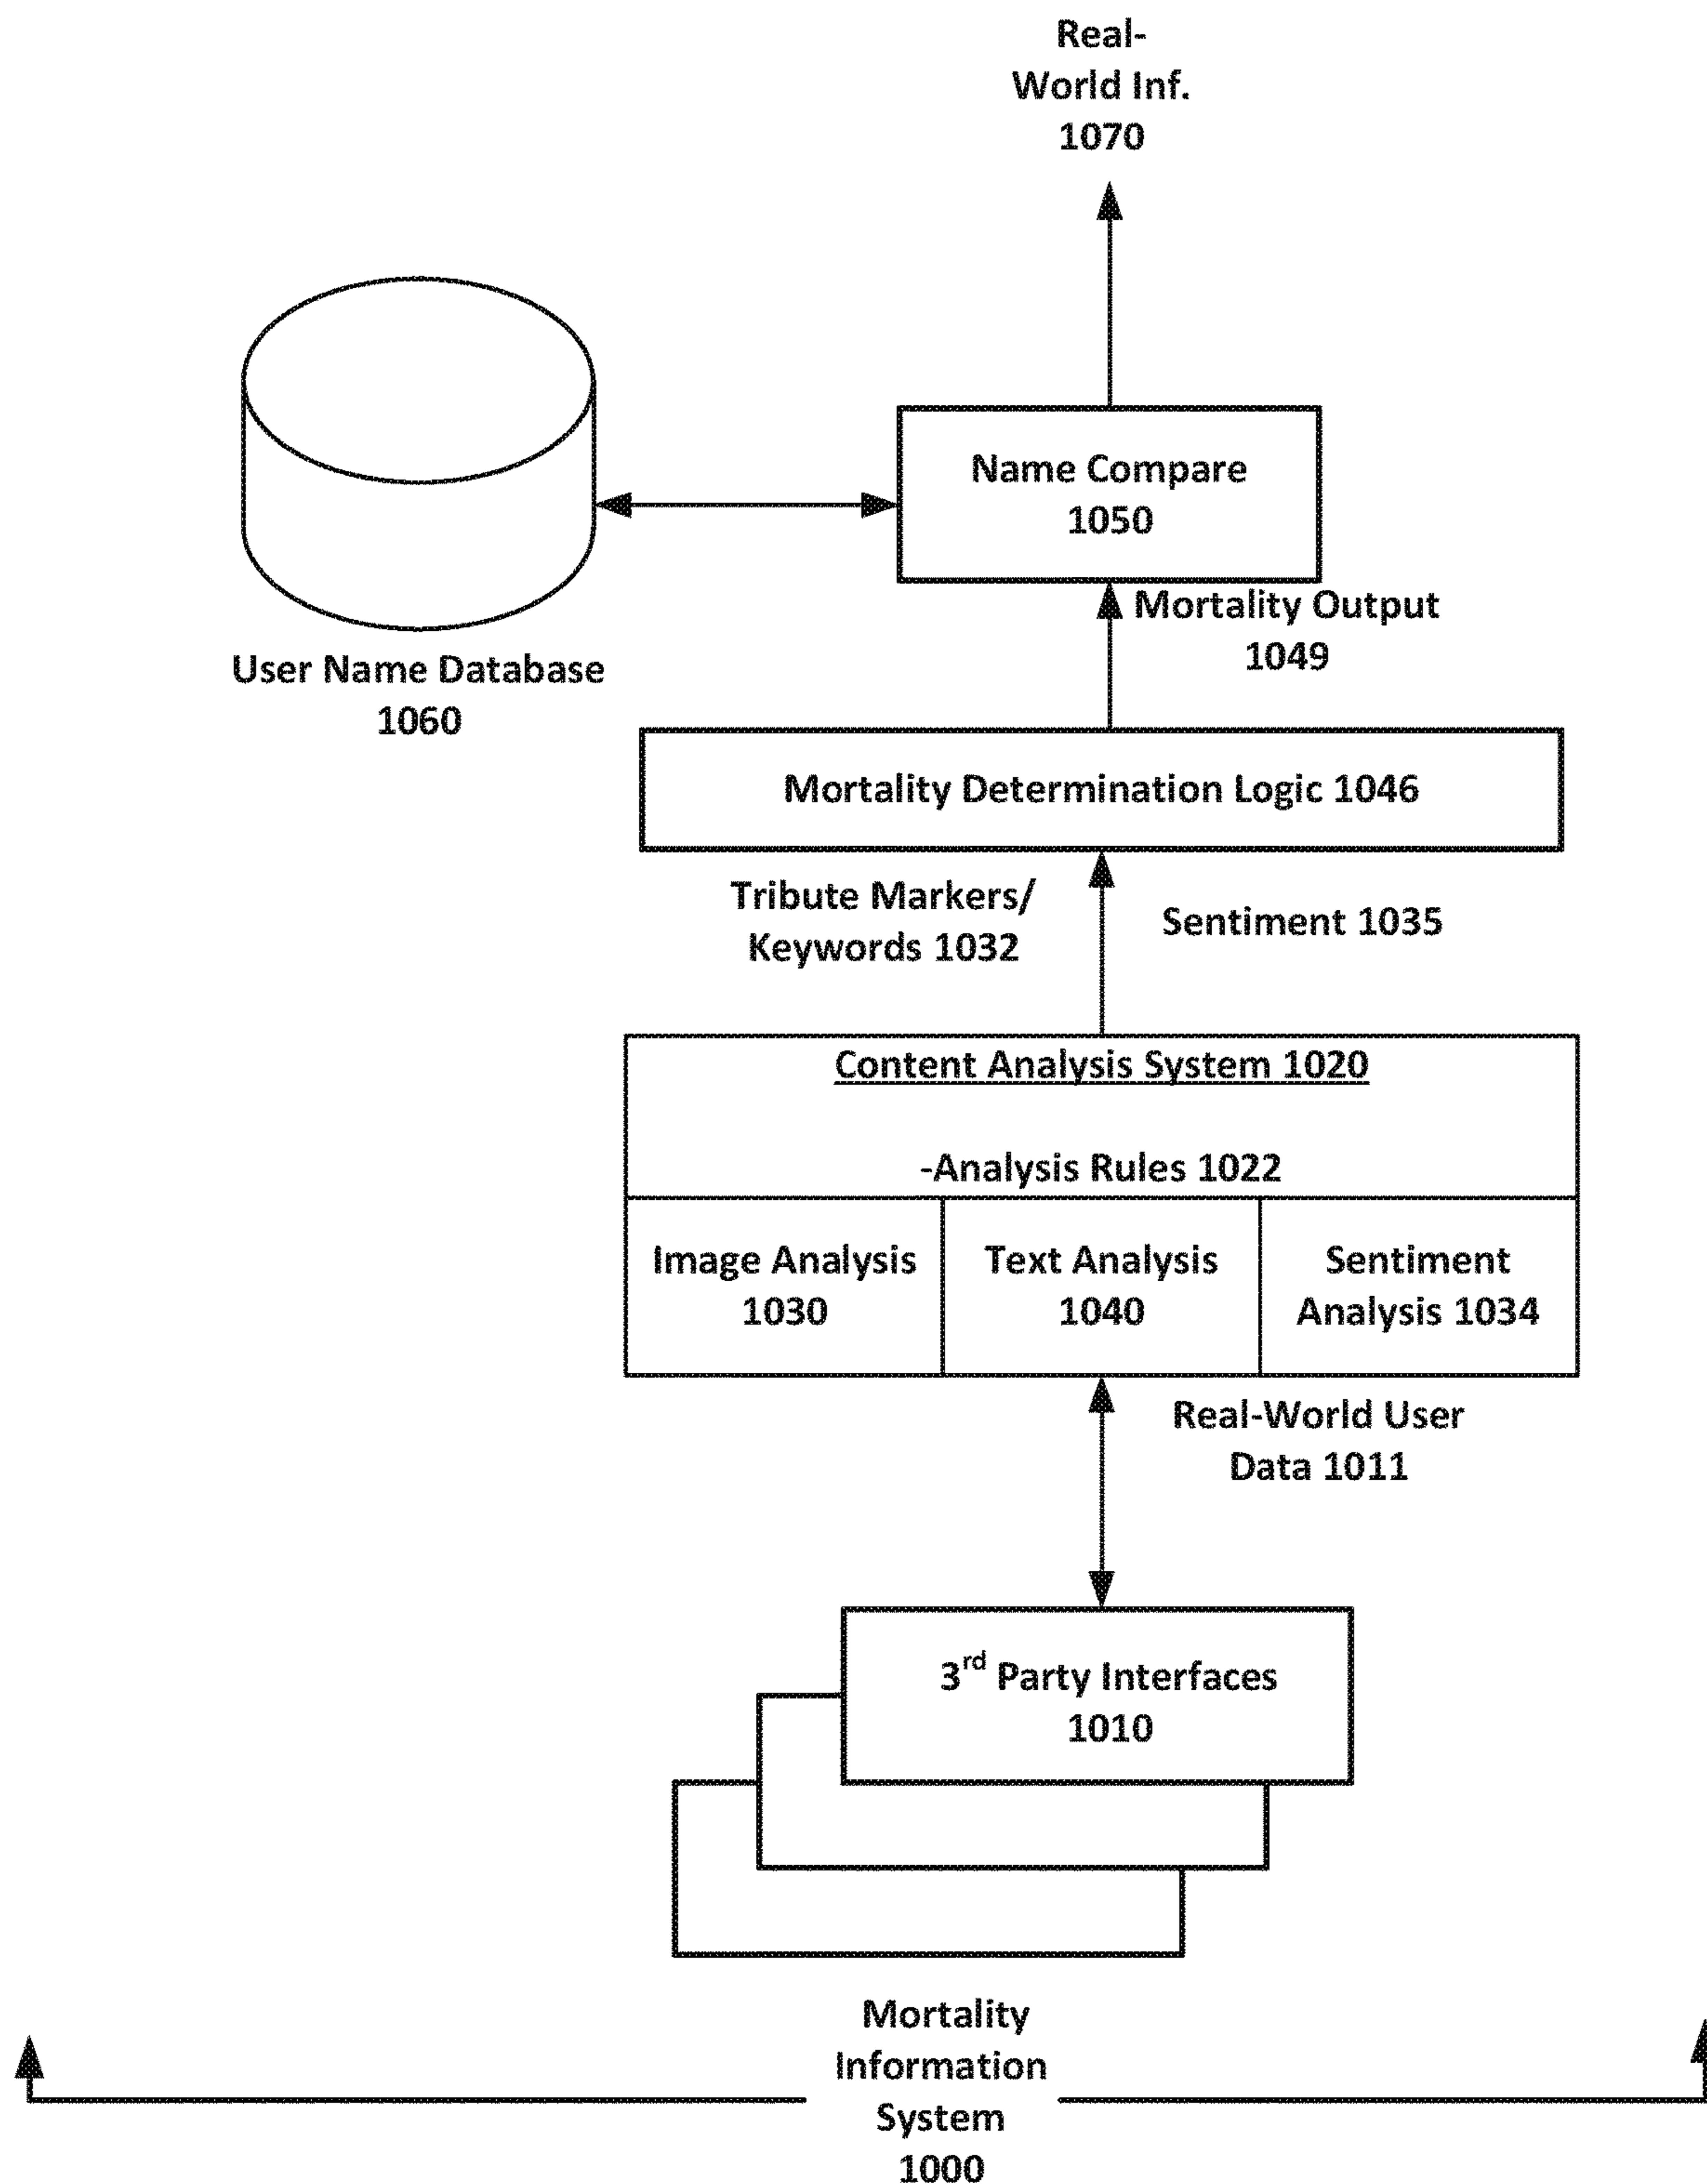 Real-
World Inf.
1070
Name Compare
1050
Mortality Output
1049
User Name Database
1060
Mortality Determination Logic 1046
Tribute Markers/
Keywords 1032
Sentiment 1035
Content Analysis System 1020
-Analysis Rules 1022
Image Analysis
1030
Text Analysis
1040
Sentiment
Analysis 1034
Real-World User
Data 1011
3rd Party Interfaces
1010
Mortality
Information
System
1000